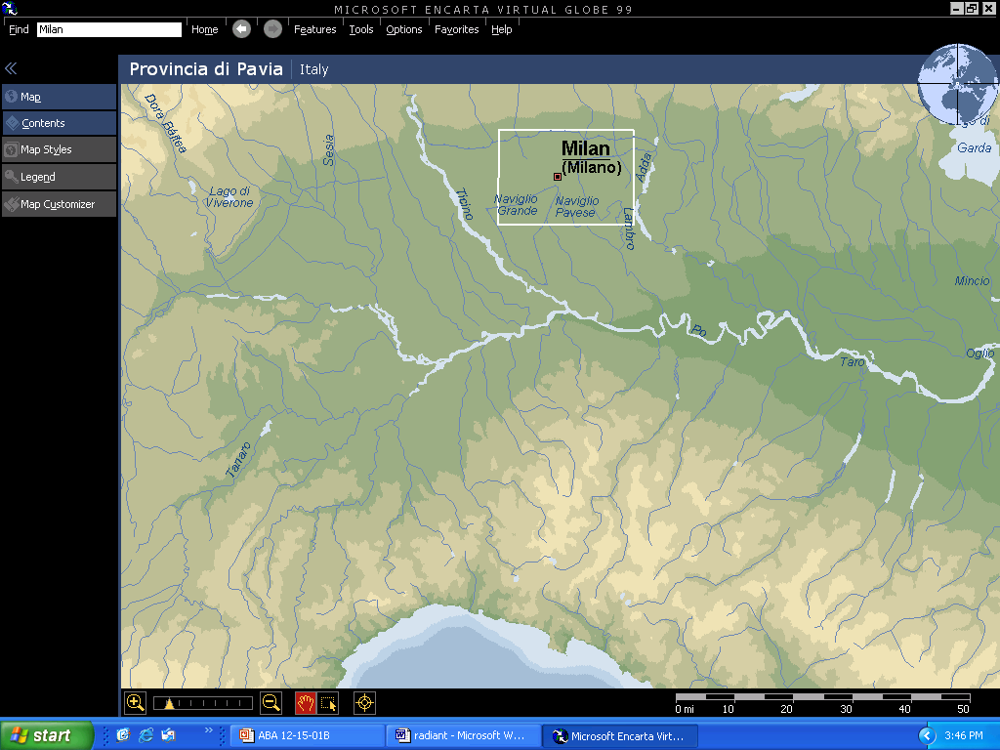 MICROSOFT ENCARTA VIRTUAL GLOBE 99
Find Milan Home Features Tools Options Favorites Help
Provincia di Pavia Italy
Map
Contents
Map Styles
Legend
Map Customizer
Dora Baltea
Sesia
Lago di
Viverone
Ticino
Milan
(Milano)
Naviglio
Grande
Naviglio
Pavese
Adda
Lambro
Garda
Mincio
Po
Oglio
Taro
Tanaro
0 mi 10 20 30 40 50
start
ABA 12-15-01B
radiant - Microsoft W...
Microsoft Encarta Virt...
3:46 PM